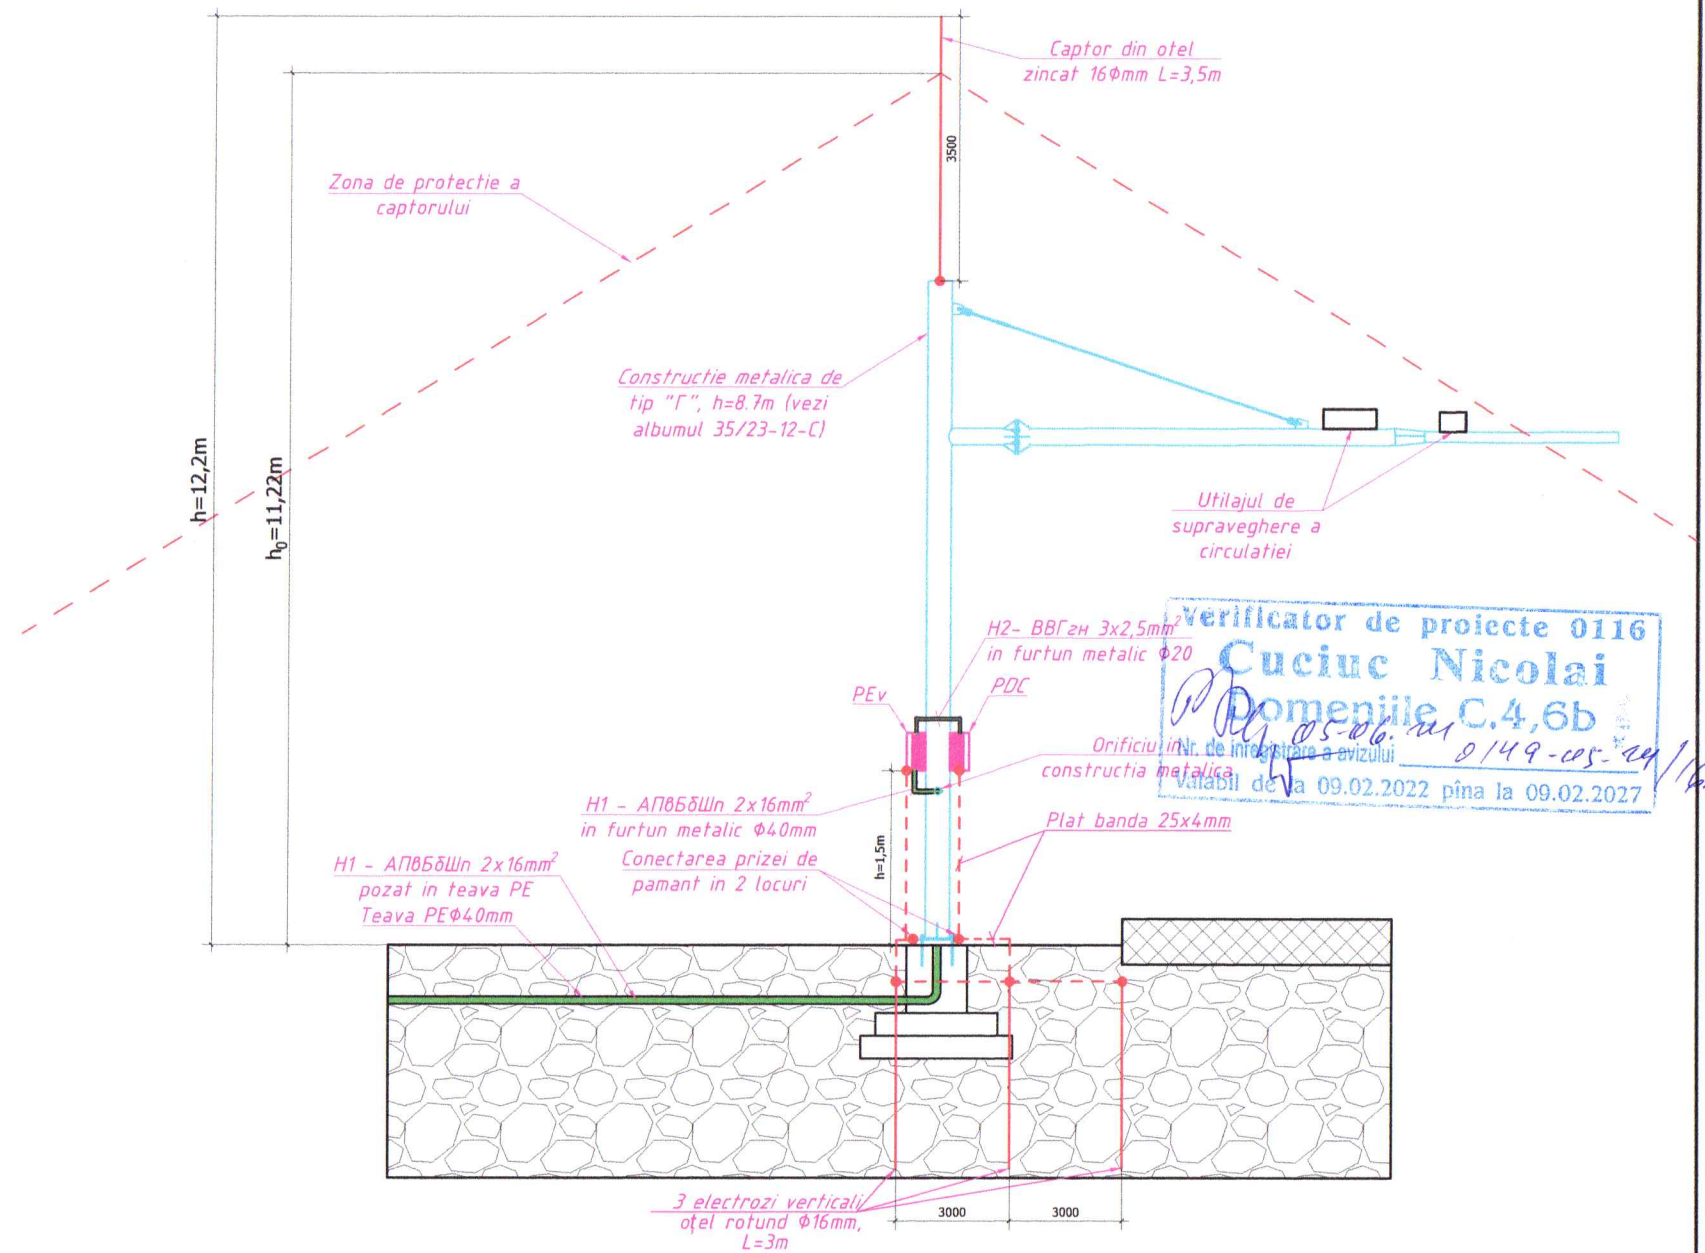 Captor din otel
zincat 16Φmm L=3,5m
3500
Zona de protectie a
captorului
Constructie metalica de
tip "Г", h=8.7m (vezi
albumul 35/23-12-C)
h=12,2m
h₀=11,22m
Utilajul de
supraveghere a
circulatiei
H2- ВВГгн 3x2,5mm²
in furtun metalic Φ20
PEv
PDC
Verificator de proiecte 0116
Cuciuc Nicolai
Domeniile C.4,6b
05-06.
Nr. de inregistrare a avizului
Valabil de la 09.02.2022 pîna la 09.02.2027
Orificiu in
constructia metalica
H1 - АПВБбШп 2x16mm²
in furtun metalic Φ40mm
Plat banda 25x4mm
h=1,5m
Conectarea prizei de
pamant in 2 locuri
H1 - АПВБбШп 2x16mm²
pozat in teava PE
Teava PEΦ40mm
3 electrozi verticali
oțel rotund Φ16mm,
L=3m
3000
3000